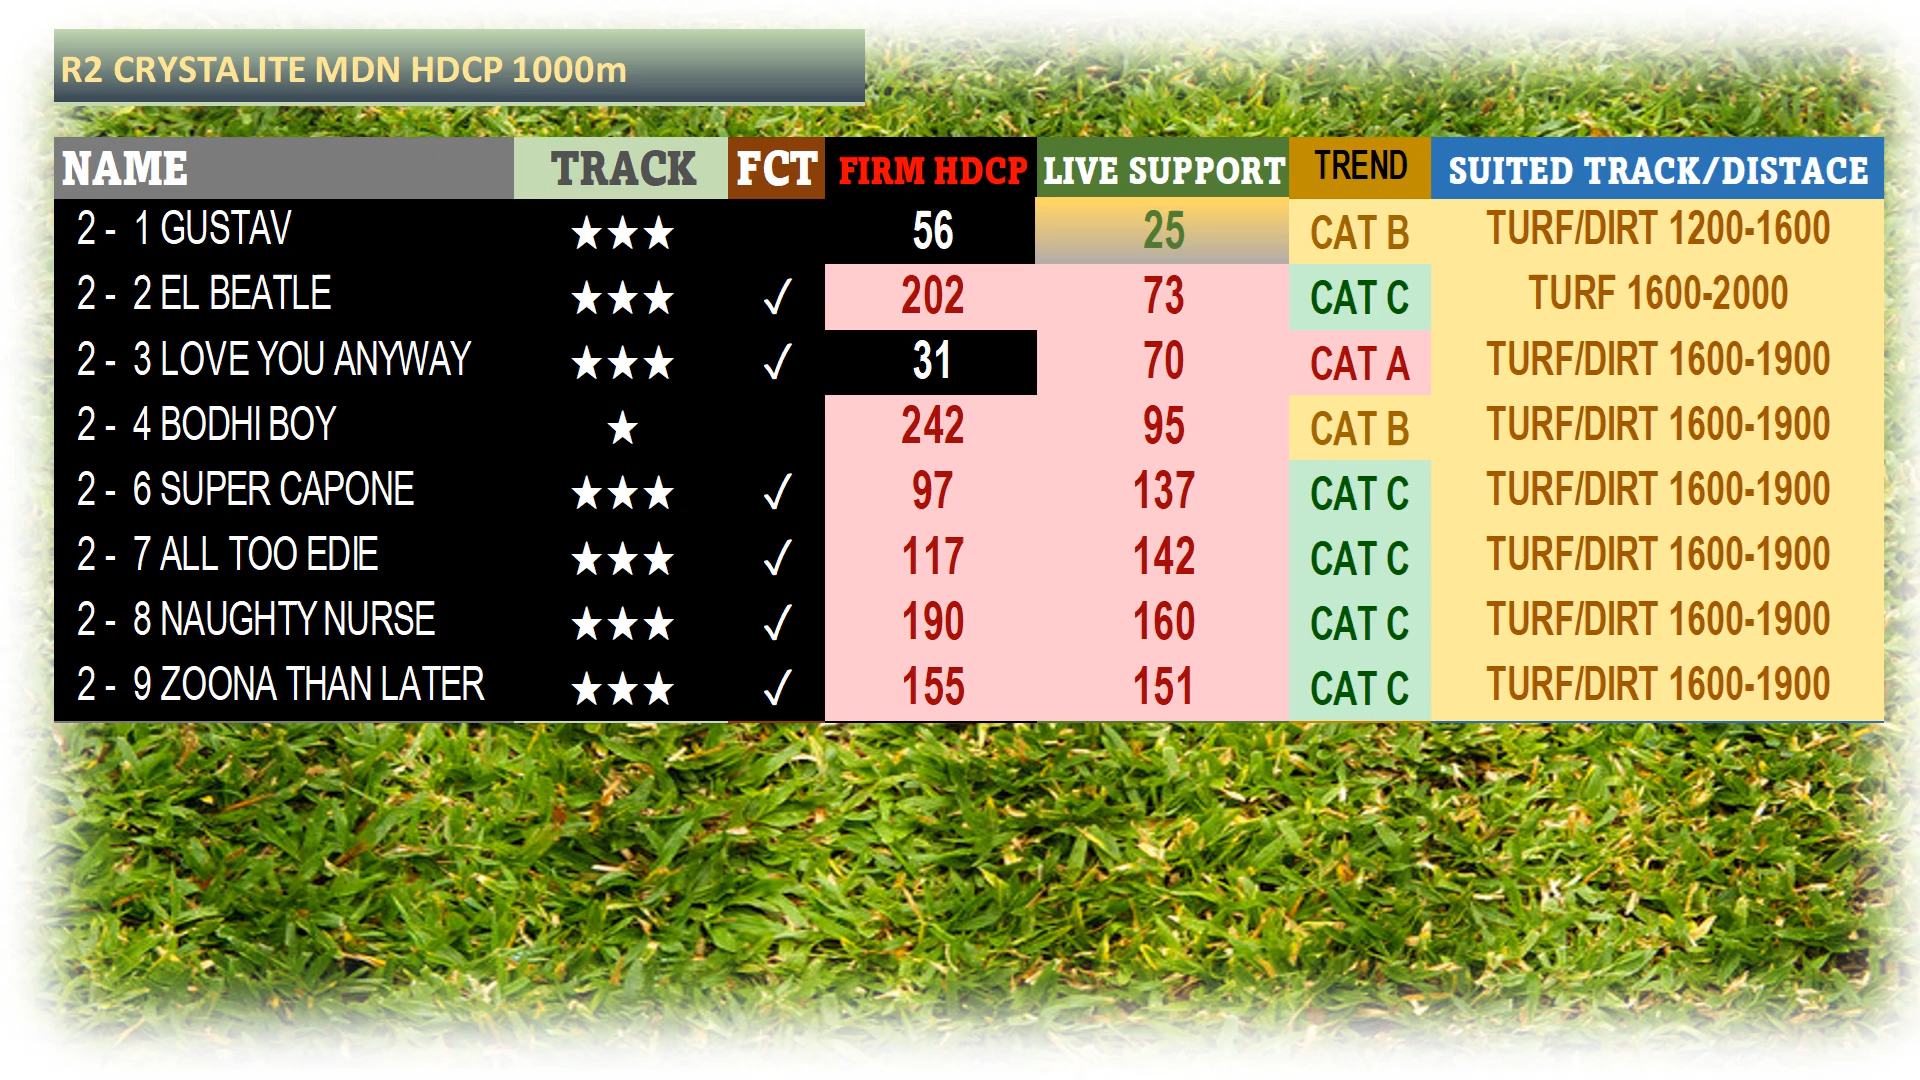 R2 CRYSTALITE MDN HDCP 1000m
NAME TRACK FCT FIRM HDCP LIVE SUPPORT TREND SUITED TRACK/DISTACE
2 - 1 GUSTAV ★★★ 56 25 CAT B TURF/DIRT 1200-1600
2 - 2 EL BEATLE ★★★ ✓ 202 73 CAT C TURF 1600-2000
2 - 3 LOVE YOU ANYWAY ★★★ ✓ 31 70 CAT A TURF/DIRT 1600-1900
2 - 4 BODHI BOY ★ 242 95 CAT B TURF/DIRT 1600-1900
2 - 6 SUPER CAPONE ★★★ ✓ 97 137 CAT C TURF/DIRT 1600-1900
2 - 7 ALL TOO EDIE ★★★ ✓ 117 142 CAT C TURF/DIRT 1600-1900
2 - 8 NAUGHTY NURSE ★★★ ✓ 190 160 CAT C TURF/DIRT 1600-1900
2 - 9 ZOONA THAN LATER ★★★ ✓ 155 151 CAT C TURF/DIRT 1600-1900